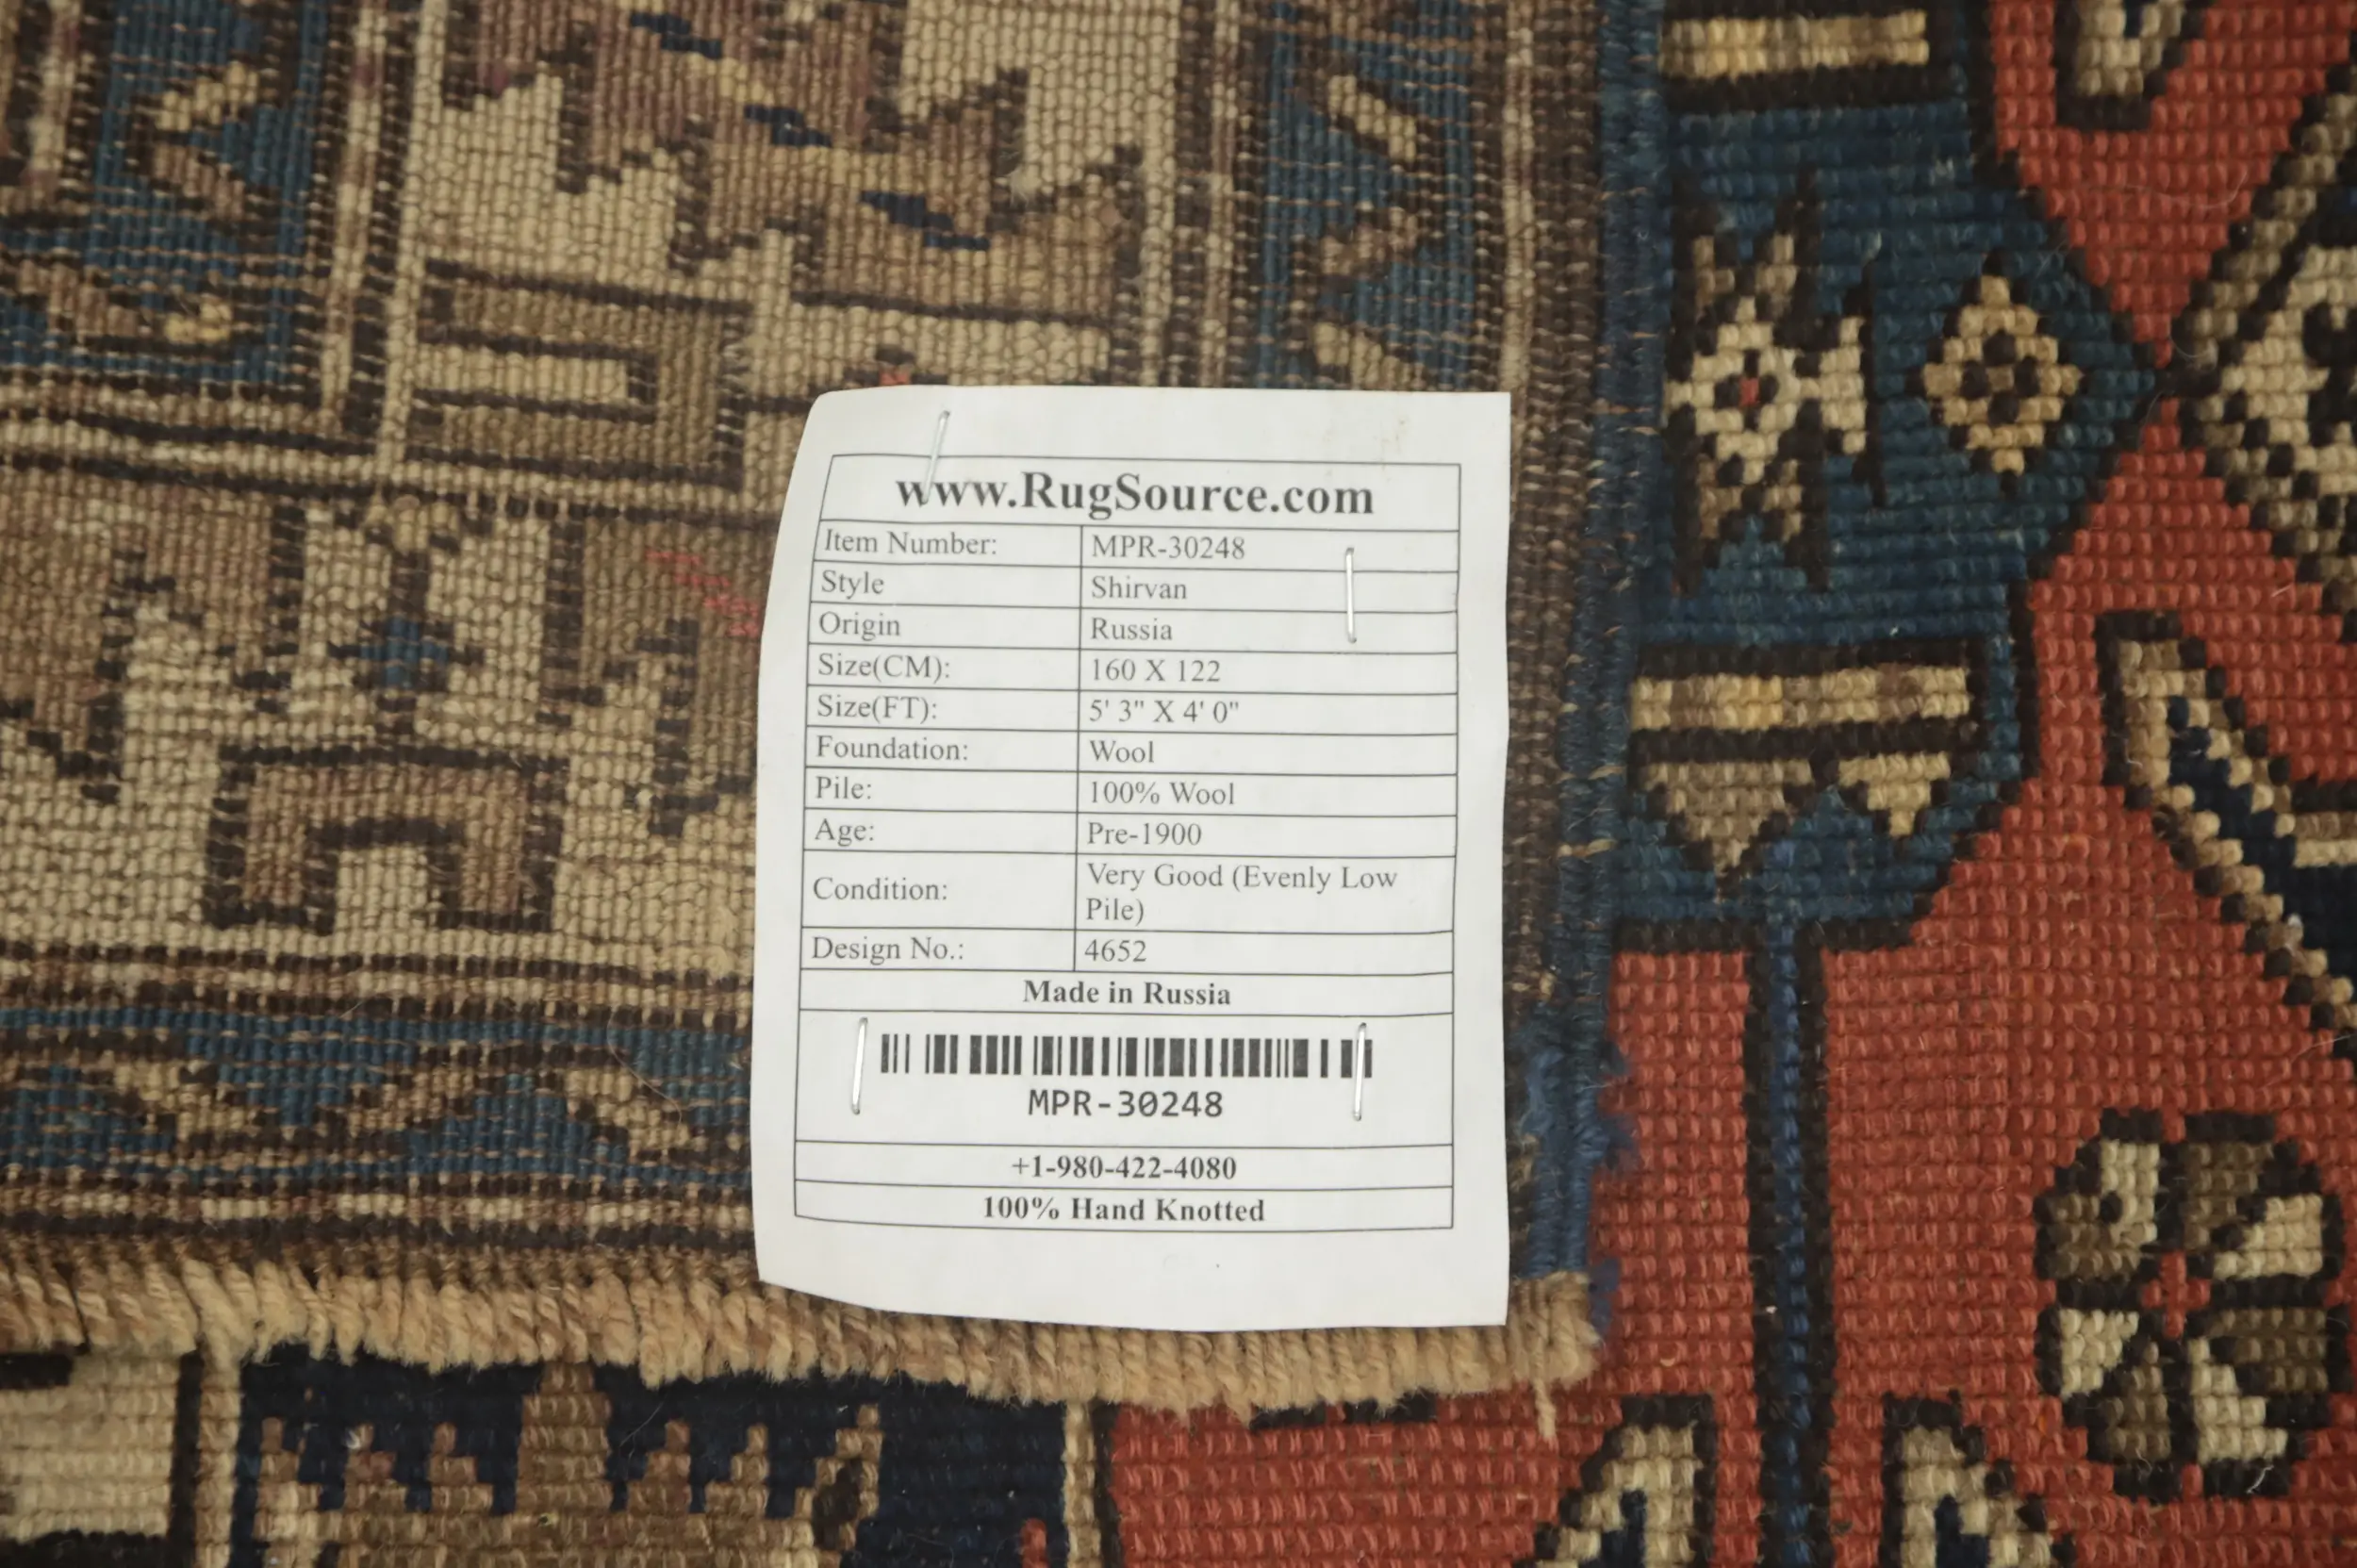 www.RugSource.com
Item Number: MPR-30248
Style Shirvan
Origin Russia
Size(CM): 160 X 122
Size(FT): 5' 3" X 4' 0"
Foundation: Wool
Pile: 100% Wool
Age: Pre-1900
Condition: Very Good (Evenly Low
Pile)
Design No.: 4652
Made in Russia
MPR-30248
+1-980-422-4080
100% Hand Knotted